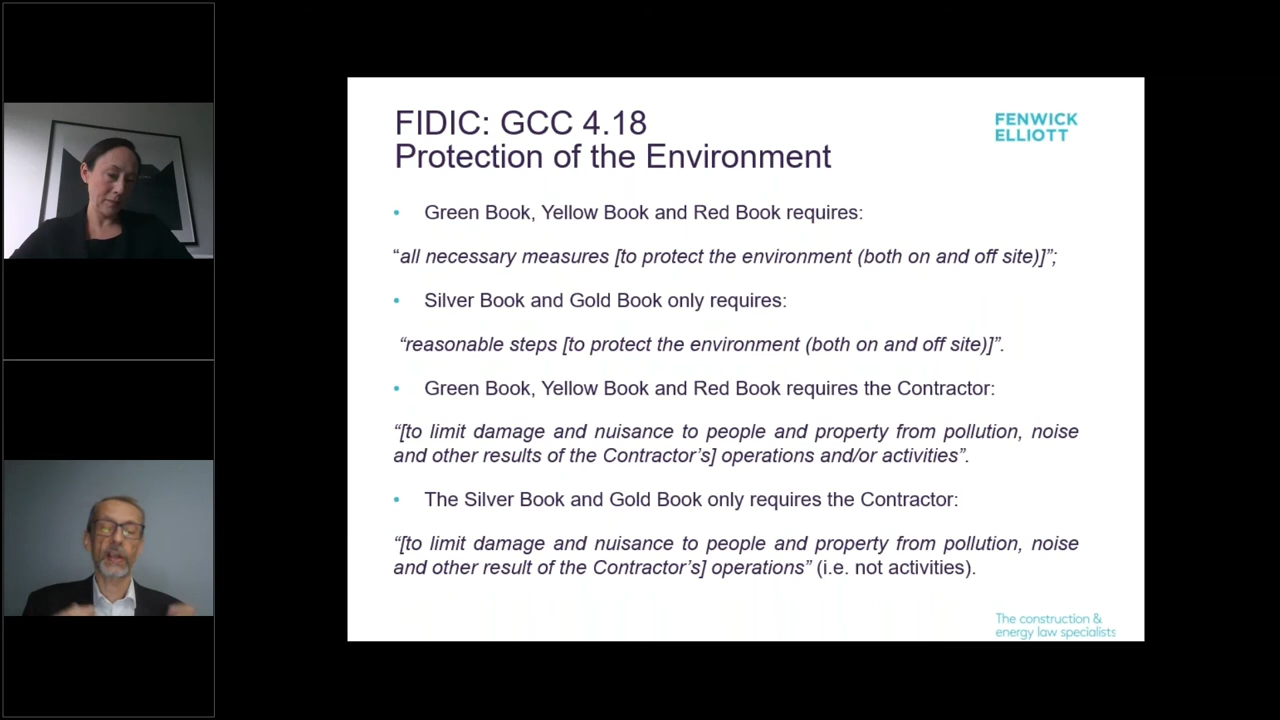 FIDIC: GCC 4.18
Protection of the Environment
FENWICK
ELLIOTT
• Green Book, Yellow Book and Red Book requires:
“all necessary measures [to protect the environment (both on and off site)]”;
• Silver Book and Gold Book only requires:
“reasonable steps [to protect the environment (both on and off site)]”.
• Green Book, Yellow Book and Red Book requires the Contractor:
“[to limit damage and nuisance to people and property from pollution, noise
and other results of the Contractor’s] operations and/or activities”.
• The Silver Book and Gold Book only requires the Contractor:
“[to limit damage and nuisance to people and property from pollution, noise
and other result of the Contractor’s] operations” (i.e. not activities).
The construction &
energy law specialists